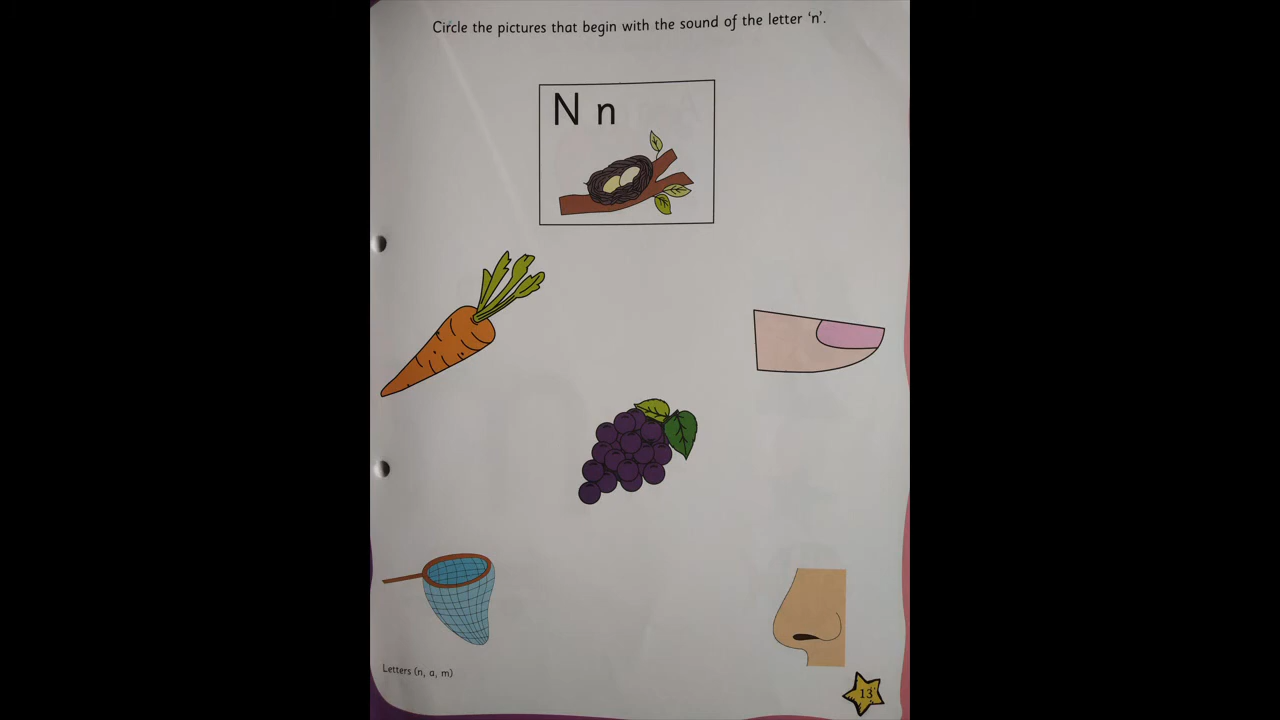 Circle the pictures that begin with the sound of the letter ‘n’.
N n
Letters (n, a, m)
13